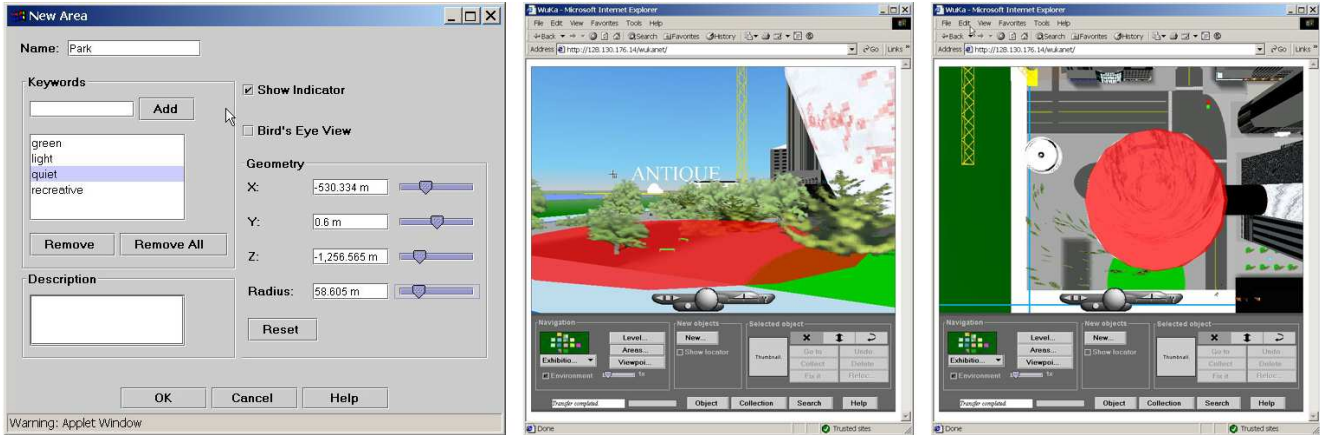 New Area
Name: Park
Keywords
Add
green
light
quiet
recreative
Remove Remove All
Description
Show Indicator
Bird's Eye View
Geometry
X: -530.334 m
Y: 0.6 m
Z: -1,256.565 m
Radius: 58.605 m
Reset
OK Cancel Help
Warning: Applet Window
WuKa - Microsoft Internet Explorer
File Edit View Favorites Tools Help
Back Search Favorites History
Address http://128.130.176.14/wukanet/ Go Links
ANTIQUE
Navigation New objects Selected object
Level... New...
Areas... Show locator Go to Undo
Exhibitio... Viewpoi... Thumbnail Collect Delete
Environment 1x Fix it Reloc...
Transfer completed Object Collection Search Help
Done Trusted sites
WuKa - Microsoft Internet Explorer
File Edit View Favorites Tools Help
Back Search Favorites History
Address http://128.130.176.14/wukanet/ Go Links
Navigation New objects Selected object
Level... New...
Areas... Show locator Go to Undo
Exhibitio... Viewpoi... Thumbnail Collect Delete
Environment 1x Fix it Reloc...
Transfer completed Object Collection Search Help
Done Trusted sites